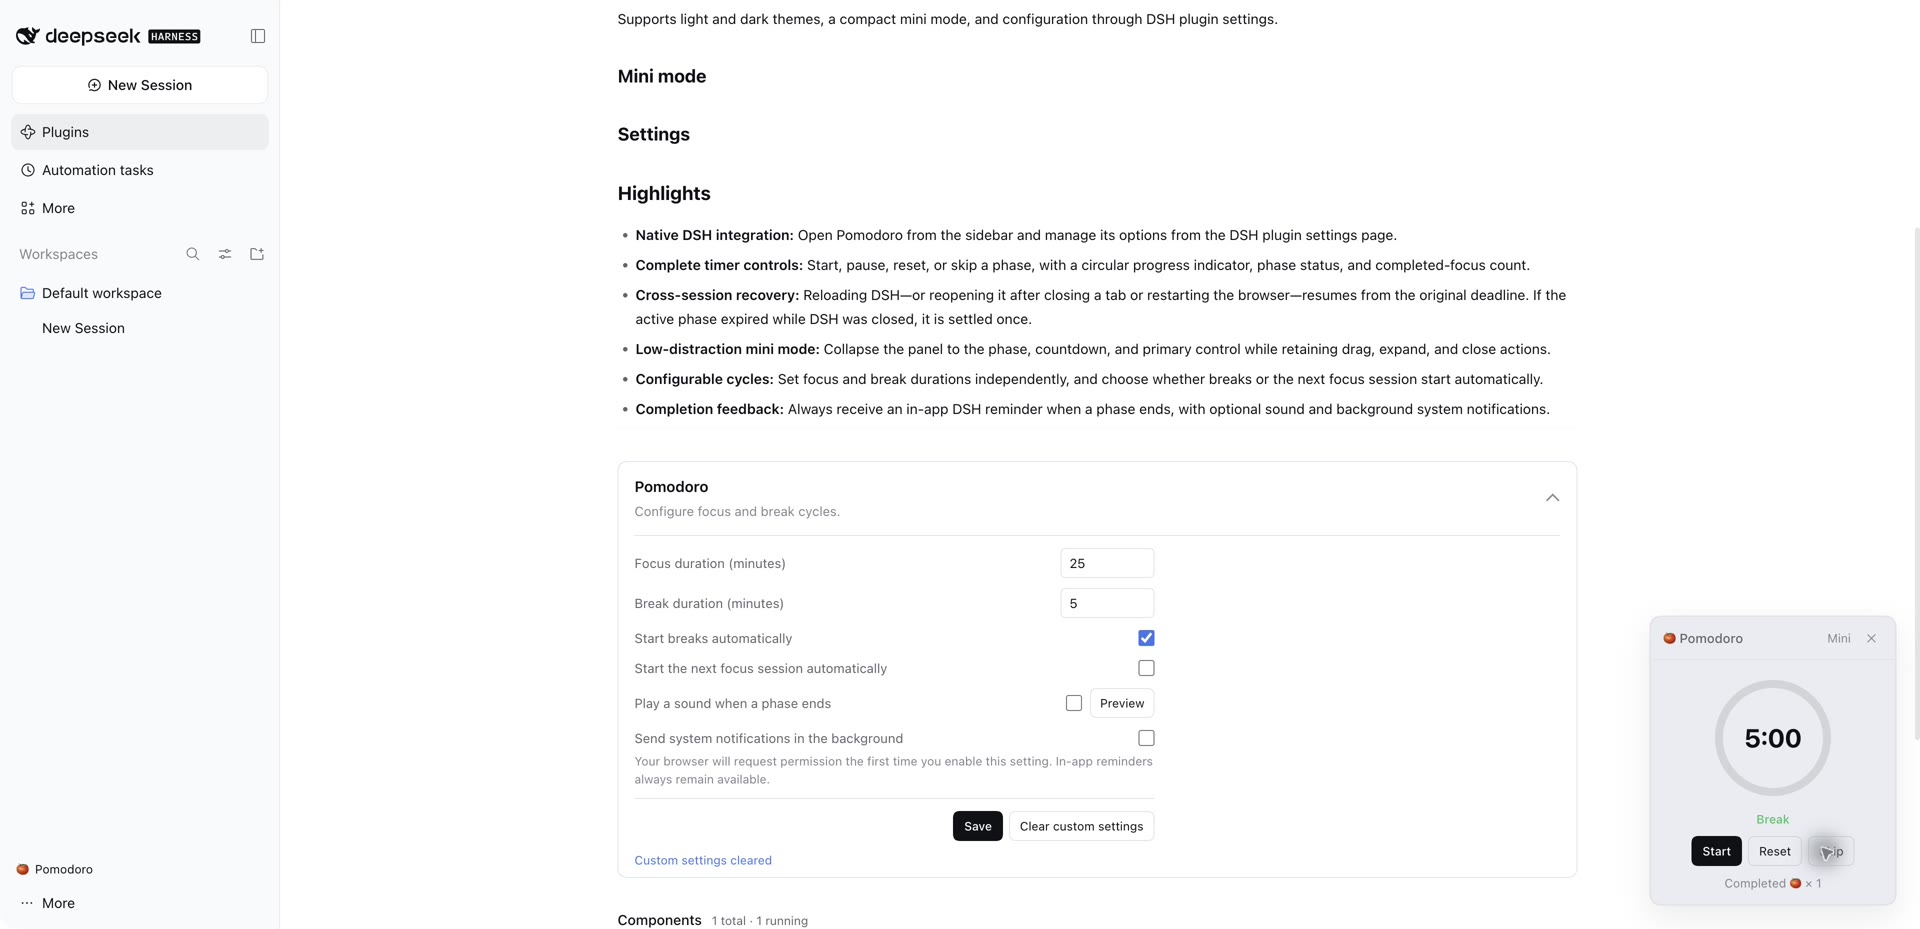 deepseek HARNESS
New Session
Plugins
Automation tasks
More
Workspaces
Default workspace
New Session
Pomodoro
More
Supports light and dark themes, a compact mini mode, and configuration through DSH plugin settings.
Mini mode
Settings
Highlights
Native DSH integration: Open Pomodoro from the sidebar and manage its options from the DSH plugin settings page.
Complete timer controls: Start, pause, reset, or skip a phase, with a circular progress indicator, phase status, and completed-focus count.
Cross-session recovery: Reloading DSH—or reopening it after closing a tab or restarting the browser—resumes from the original deadline. If the
active phase expired while DSH was closed, it is settled once.
Low-distraction mini mode: Collapse the panel to the phase, countdown, and primary control while retaining drag, expand, and close actions.
Configurable cycles: Set focus and break durations independently, and choose whether breaks or the next focus session start automatically.
Completion feedback: Always receive an in-app DSH reminder when a phase ends, with optional sound and background system notifications.
Pomodoro
Configure focus and break cycles.
Focus duration (minutes) 25
Break duration (minutes) 5
Start breaks automatically
Start the next focus session automatically
Play a sound when a phase ends Preview
Send system notifications in the background
Your browser will request permission the first time you enable this setting. In-app reminders
always remain available.
Save Clear custom settings
Custom settings cleared
Components 1 total · 1 running
Pomodoro Mini
5:00
Break
Start Reset
Completed 🍅 × 1